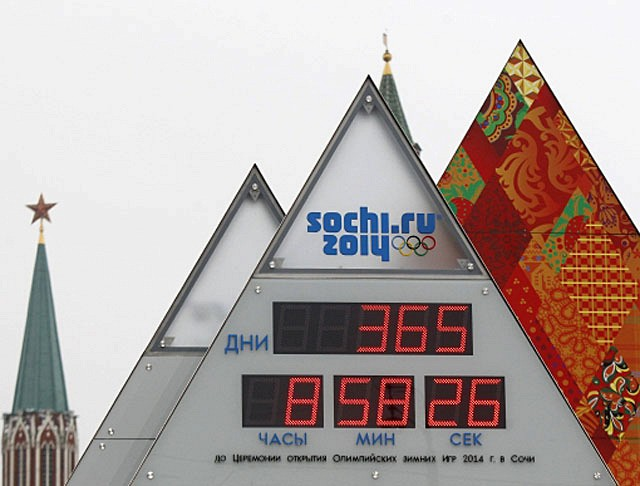 sochi.ru
2014
ДНИ 365
8 58 26
ЧАСЫ МИН СЕК
до Церемонии открытия Олимпийских зимних Игр 2014 г. в Сочи